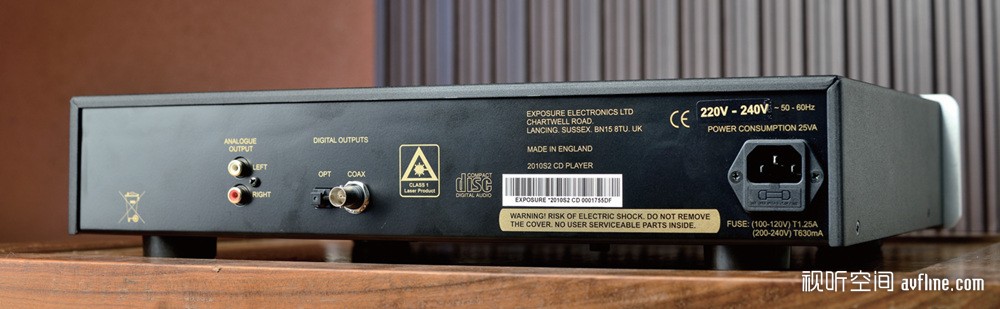 ANALOGUE
OUTPUT
LEFT
RIGHT
DIGITAL OUTPUTS
OPT
COAX
CLASS 1
Laser Product
COMPACT
disc
DIGITAL AUDIO
EXPOSURE ELECTRONICS LTD
CHARTWELL ROAD.
LANCING. SUSSEX. BN15 8TU. UK
MADE IN ENGLAND
2010S2 CD PLAYER
EXPOSURE *2010S2 CD 0001755DF
WARNING! RISK OF ELECTRIC SHOCK. DO NOT REMOVE
THE COVER. NO USER SERVICEABLE PARTS INSIDE.
CE
220V - 240V ~ 50 - 60Hz
POWER CONSUMPTION 25VA
FUSE: (100-120V) T1.25A
(200-240V) T630mA
视听空间 avfline.com